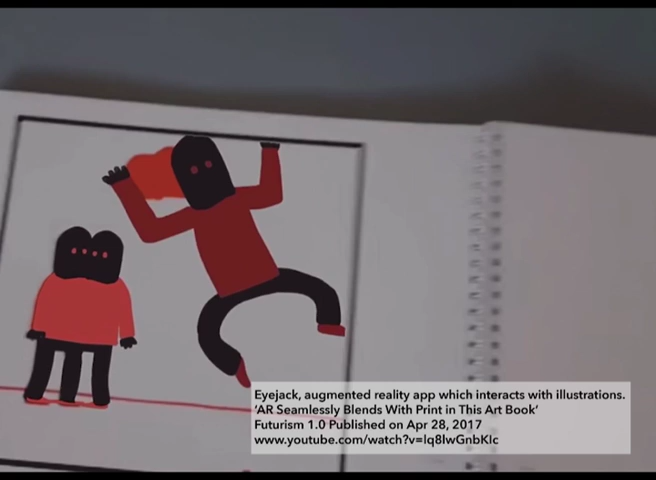 Eyejack, augmented reality app which interacts with illustrations.
‘AR Seamlessly Blends With Print in This Art Book’
Futurism 1.0 Published on Apr 28, 2017
www.youtube.com/watch?v=lq8lwGnbKlc